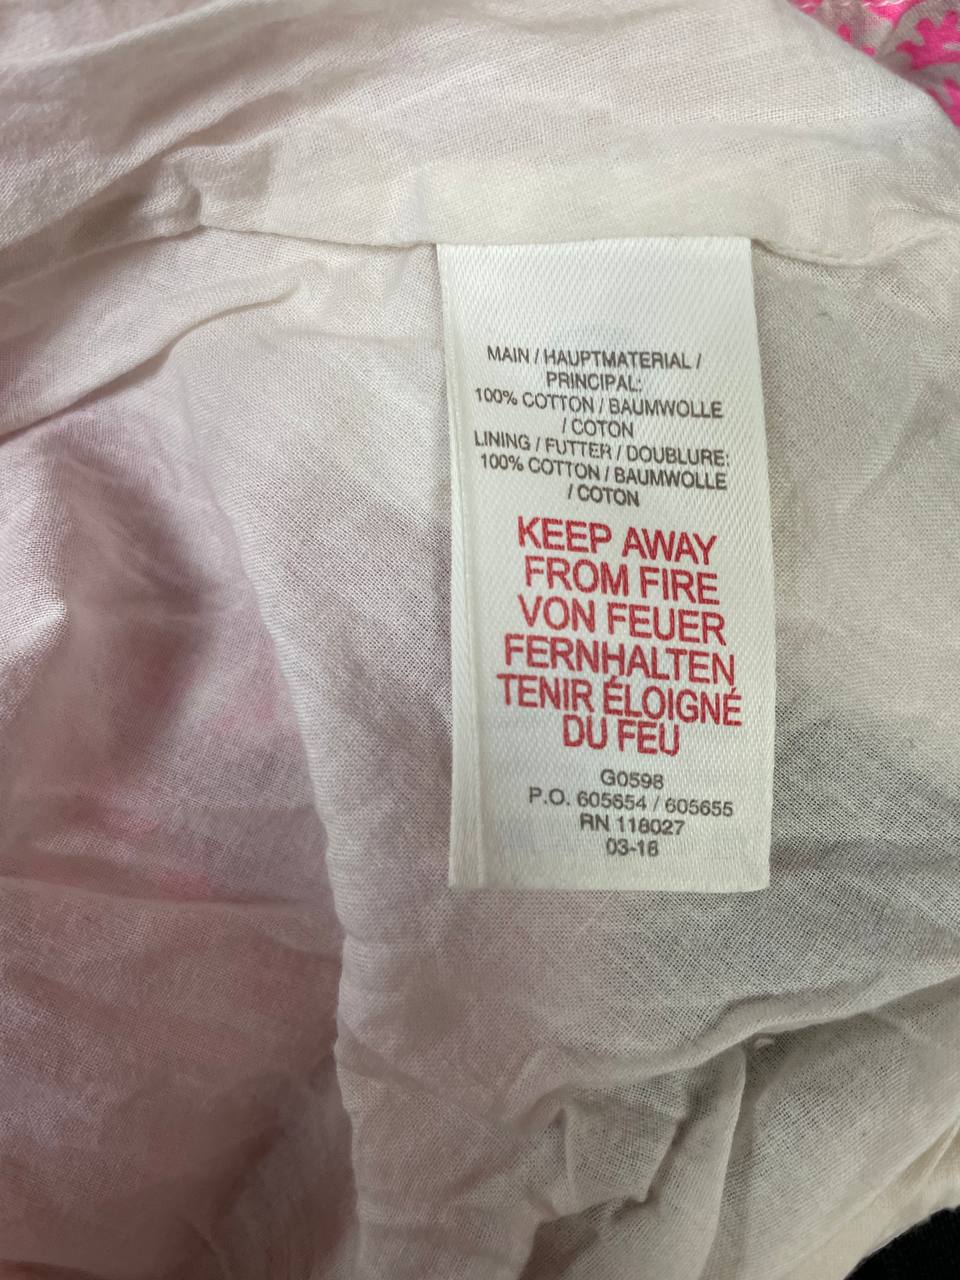 MAIN / HAUPTMATERIAL /
PRINCIPAL:
100% COTTON / BAUMWOLLE
/ COTON
LINING / FUTTER / DOUBLURE:
100% COTTON / BAUMWOLLE
/ COTON
KEEP AWAY
FROM FIRE
VON FEUER
FERNHALTEN
TENIR ÉLOIGNÉ
DU FEU
G0598
P.O. 605654 / 605655
RN 118027
03-16